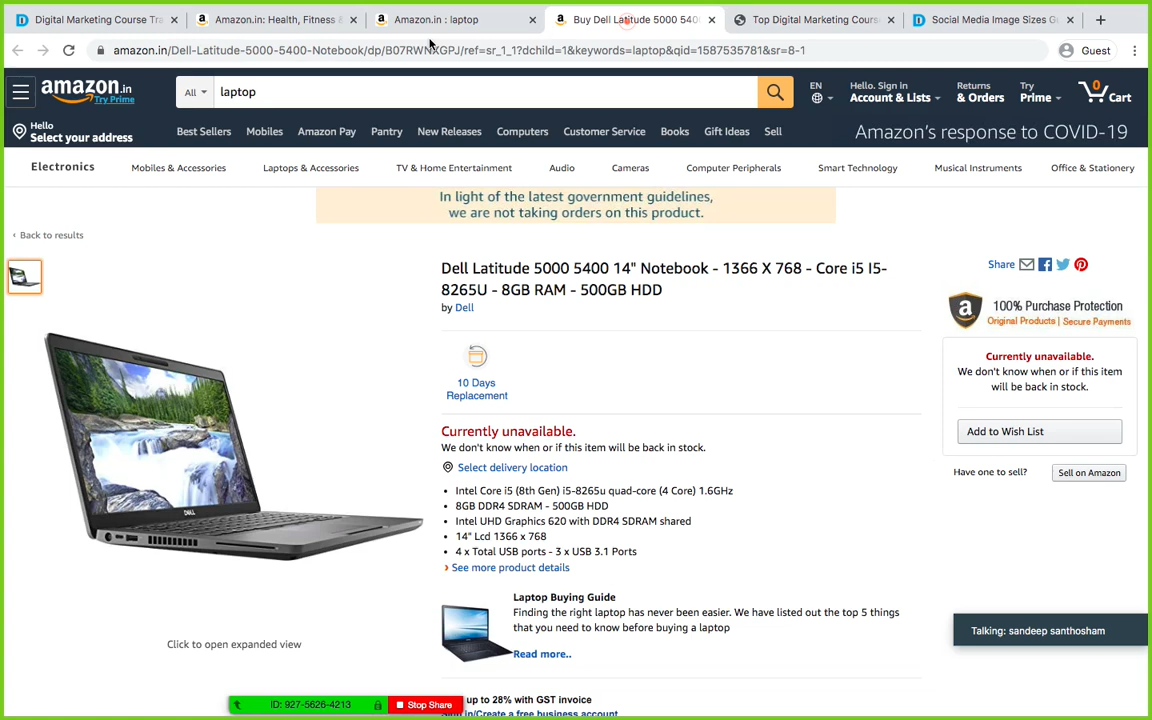 Digital Marketing Course Tra
Amazon.in: Health, Fitness &
Amazon.in : laptop
Buy Dell Latitude 5000 540
Top Digital Marketing Course
Social Media Image Sizes G
amazon.in/Dell-Latitude-5000-5400-Notebook/dp/B07RWNXGPJ/ref=sr_1_1?dchild=1&keywords=laptop&qid=1587535781&sr=8-1
Guest
amazon.in
Try Prime
All
laptop
EN
Hello. Sign in
Account & Lists
Returns
& Orders
Try
Prime
0
Cart
Hello
Select your address
Best Sellers
Mobiles
Amazon Pay
Pantry
New Releases
Computers
Customer Service
Books
Gift Ideas
Sell
Amazon's response to COVID-19
Electronics
Mobiles & Accessories
Laptops & Accessories
TV & Home Entertainment
Audio
Cameras
Computer Peripherals
Smart Technology
Musical Instruments
Office & Stationery
In light of the latest government guidelines,
we are not taking orders on this product.
‹ Back to results
Dell Latitude 5000 5400 14" Notebook - 1366 X 768 - Core i5 I5-
8265U - 8GB RAM - 500GB HDD
by Dell
10 Days
Replacement
Currently unavailable.
We don't know when or if this item will be back in stock.
Select delivery location
• Intel Core i5 (8th Gen) i5-8265u quad-core (4 Core) 1.6GHz
• 8GB DDR4 SDRAM - 500GB HDD
• Intel UHD Graphics 620 with DDR4 SDRAM shared
• 14" Lcd 1366 x 768
• 4 x Total USB ports - 3 x USB 3.1 Ports
› See more product details
Laptop Buying Guide
Finding the right laptop has never been easier. We have listed out the top 5 things
that you need to know before buying a laptop
Read more..
up to 28% with GST invoice
in/Create a free business account
DELL
Click to open expanded view
Share
a
100% Purchase Protection
Original Products | Secure Payments
Currently unavailable.
We don't know when or if this item
will be back in stock.
Add to Wish List
Have one to sell?
Sell on Amazon
Talking: sandeep santhosham
ID: 927-5626-4213
Stop Share